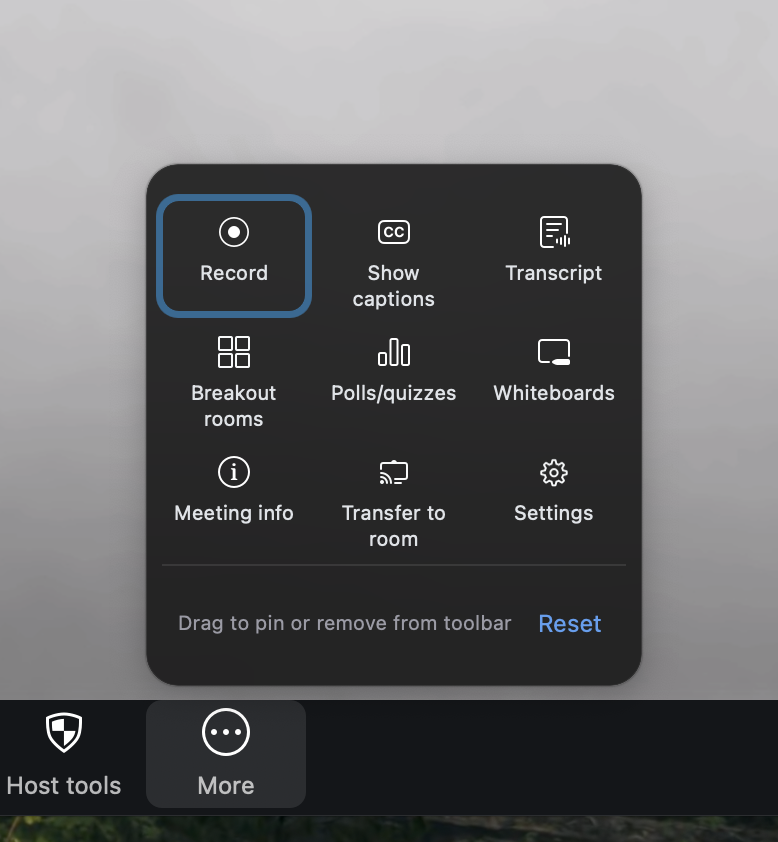 CC
Record
Show
captions
Transcript
Breakout
rooms
Polls/quizzes
Whiteboards
i
Meeting info
Transfer to
room
Settings
Drag to pin or remove from toolbar
Reset
Host tools
More